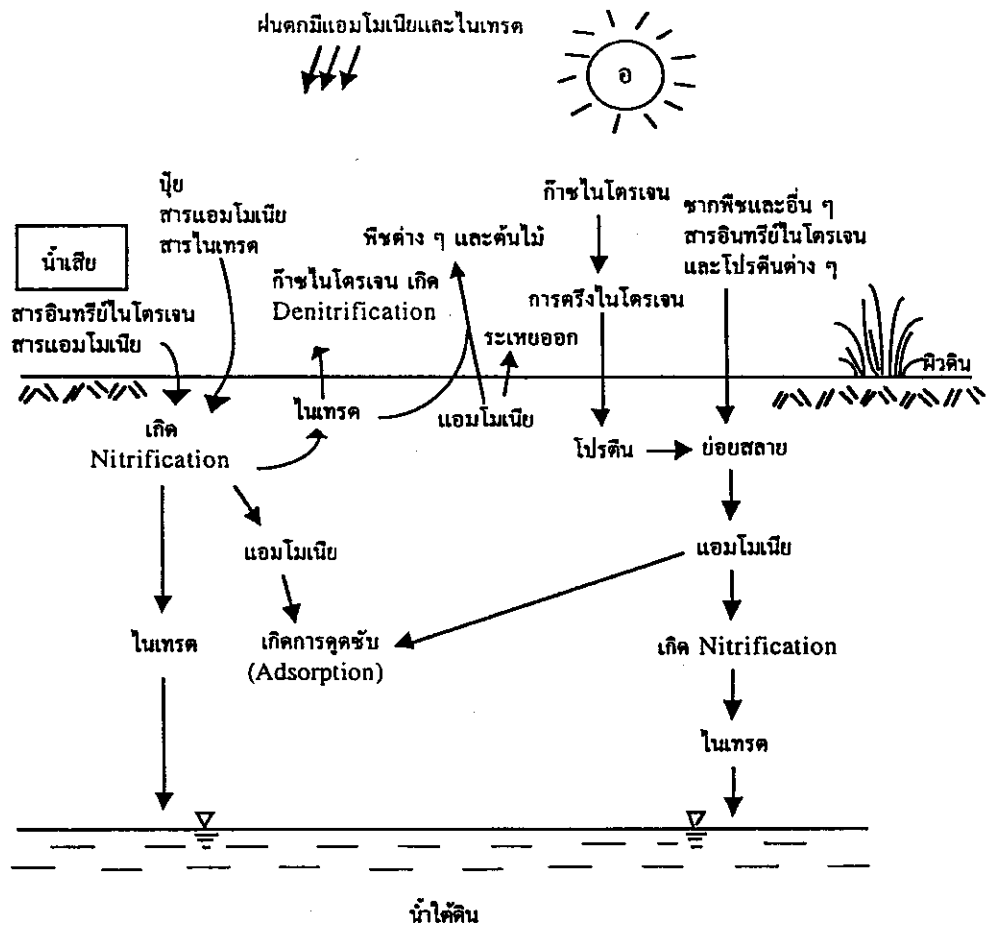 ฝนตกมีแอมโมเนียและไนเทรต
อ
ปุ๋ย
สารแอมโมเนีย
สารไนเทรต
น้ำเสีย
สารอินทรีย์ไนโตรเจน
สารแอมโมเนีย
ก๊าซไนโตรเจน เกิด
Denitrification
พืชต่าง ๆ และต้นไม้
ระเหยออก
ก๊าซไนโตรเจน
การตรึงไนโตรเจน
ซากพืชและอื่น ๆ
สารอินทรีย์ไนโตรเจน
และโปรตีนต่าง ๆ
ผิวดิน
เกิด
Nitrification
ไนเทรต
แอมโมเนีย
โปรตีน
ย่อยสลาย
แอมโมเนีย
แอมโมเนีย
ไนเทรต
เกิดการดูดซับ
(Adsorption)
เกิด Nitrification
ไนเทรต
น้ำใต้ดิน